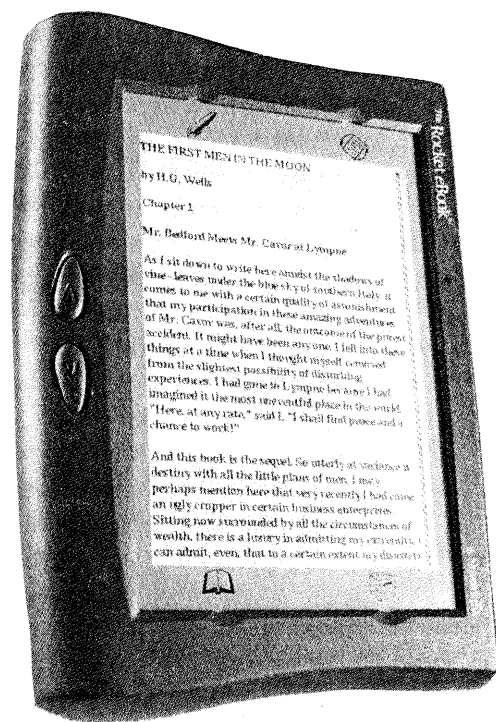 THE RocketeBook
THE FIRST MEN IN THE MOON
by H.G. Wells
Chapter 1
Mr. Bedford Meets Mr. Cavor at Lympne
As I sit down to write here amidst the shadows of
vine-leaves under the blue sky of southern Italy, it
comes to me with a certain quality of astonishment
that my participation in these amazing adventures
of Mr. Cavor was, after all, the outcome of the purest
accident. It might have been any one. I fell into these
things at a time when I thought myself removed
from the slightest possibility of disturbing
experiences. I had gone to Lympne because I had
imagined it the most uneventful place in the world.
"Here, at any rate," said I, "I shall find peace and a
chance to work!"
And this book is the sequel. So utterly at variance is
destiny with all the little plans of men. I may
perhaps mention here that very recently I had come
an ugly cropper in certain business enterprises.
Sitting now surrounded by all the circumstances of
wealth, there is a luxury in admitting my extremity. I
can admit, even, that to a certain extent my disasters